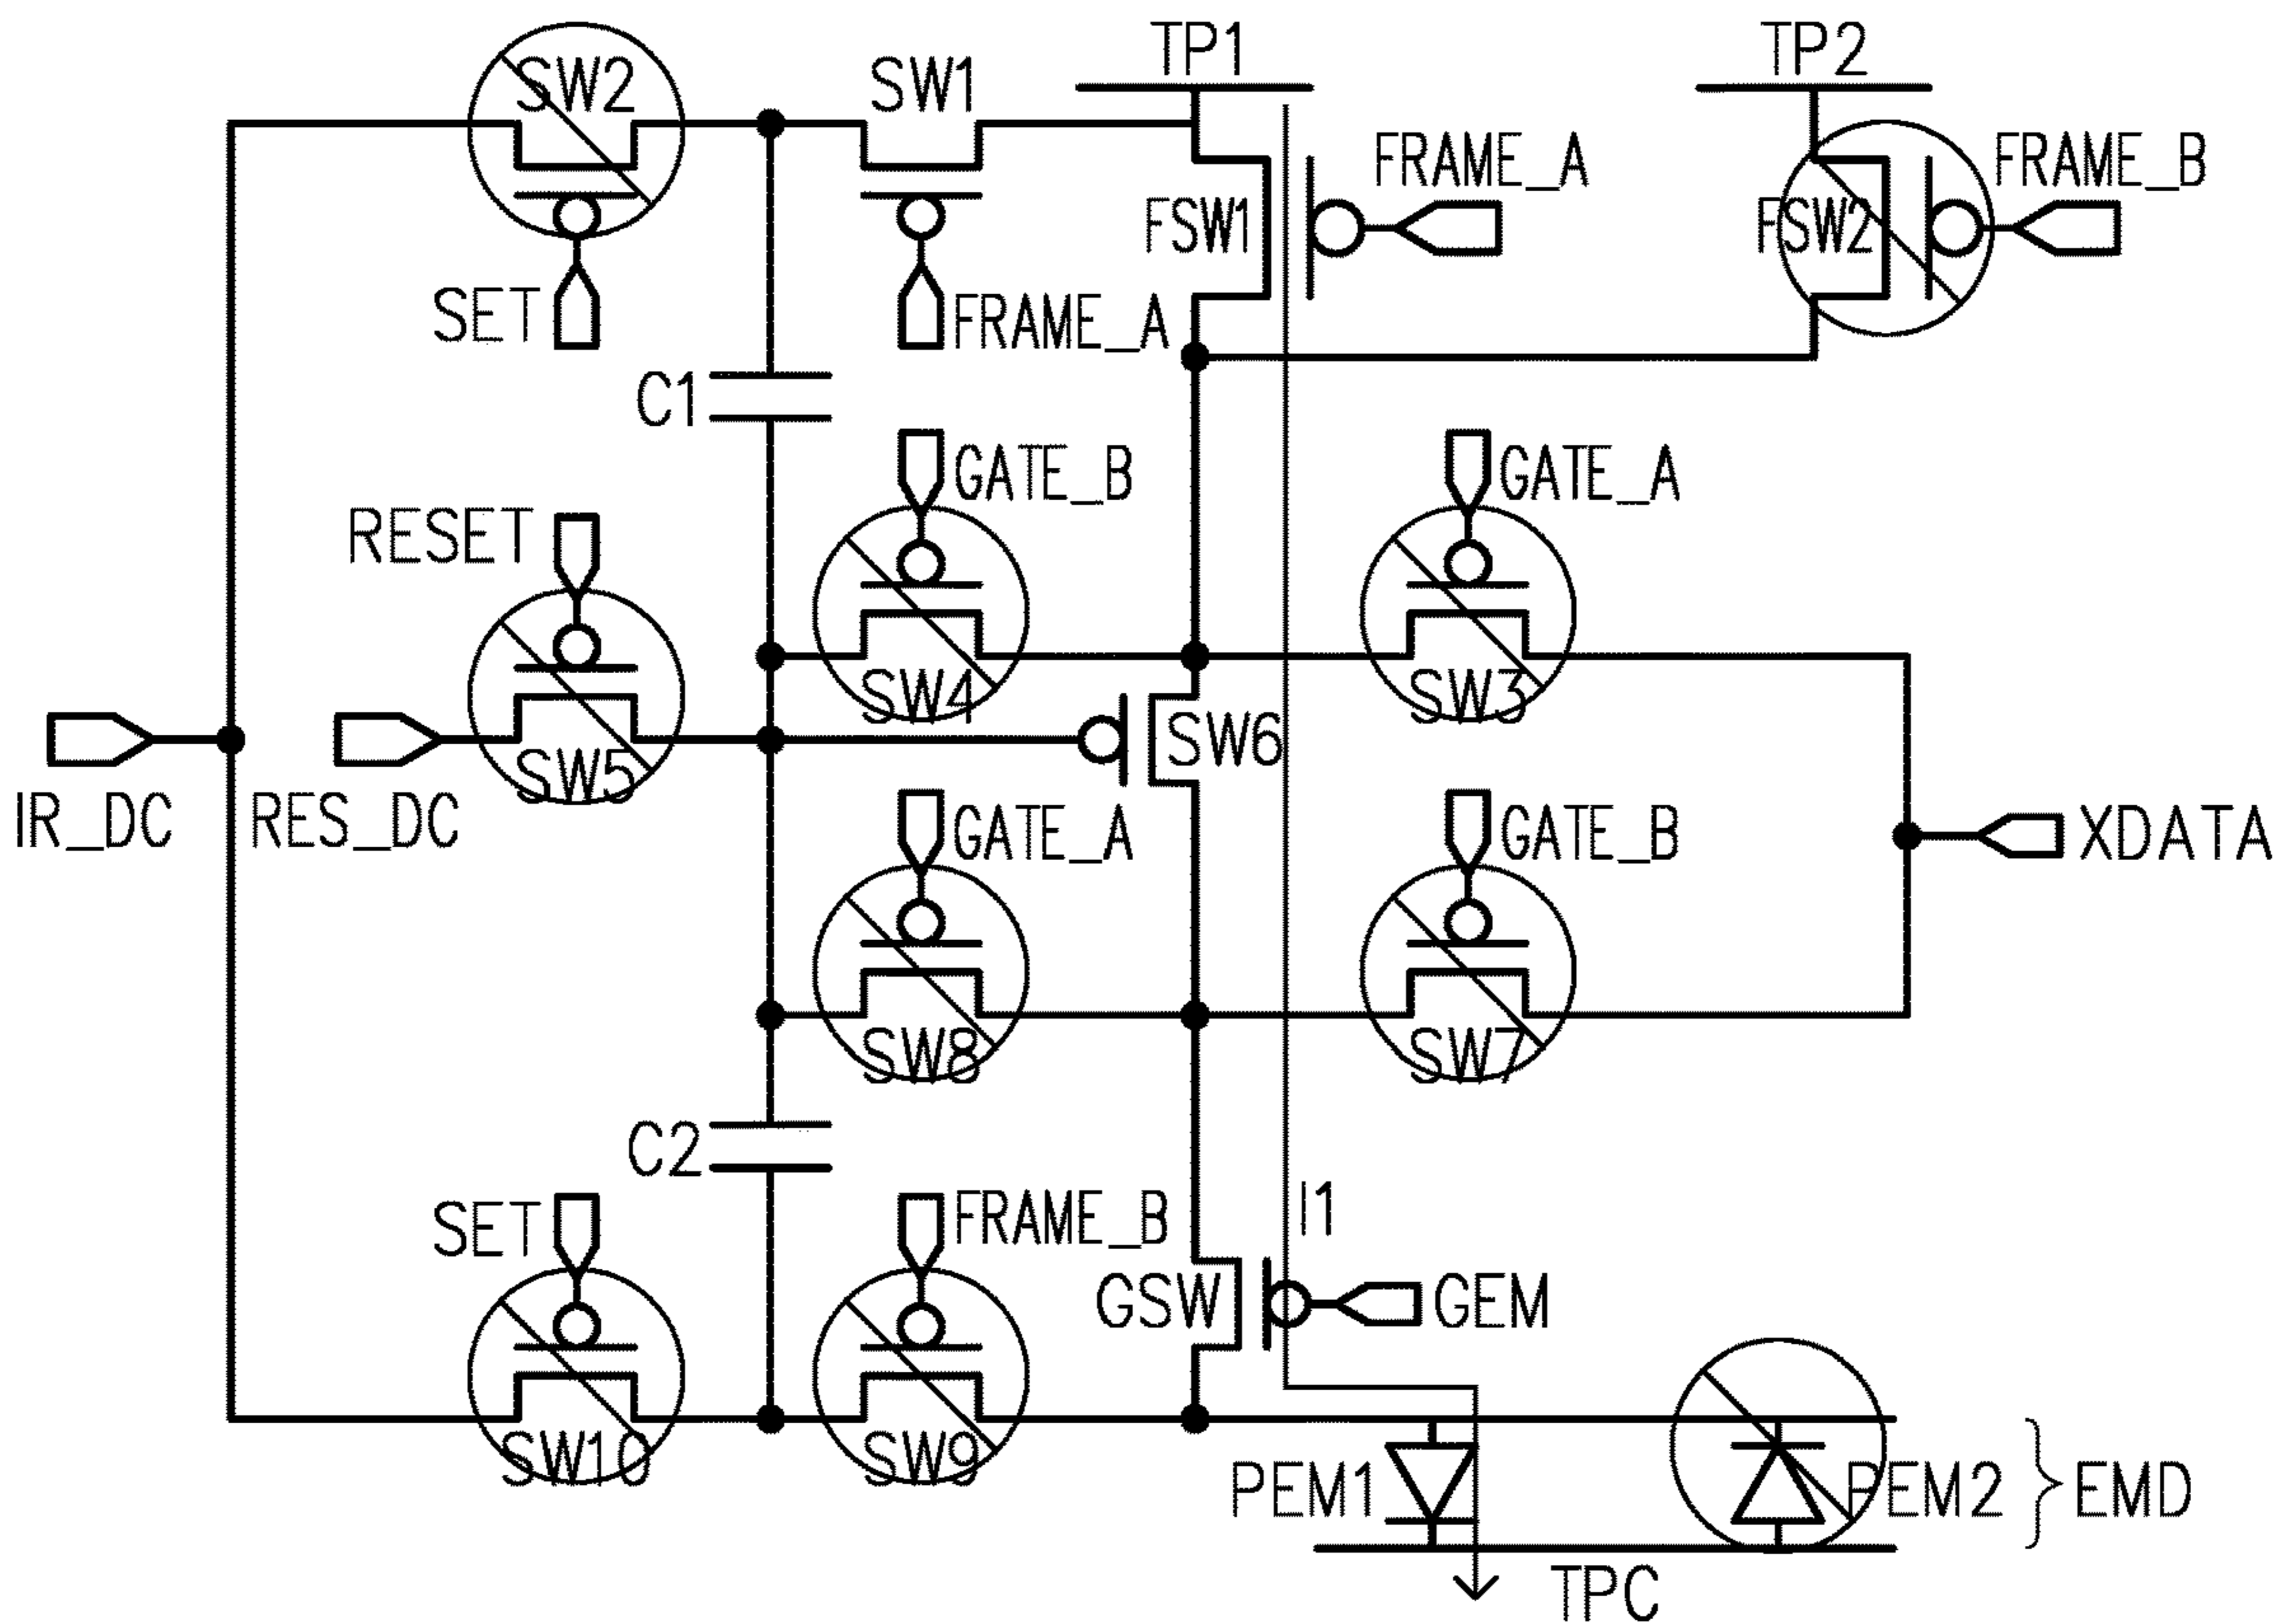 TP1
TP2
SW2
SW1
FRAME_A
FRAME_B
FSW1
FSW2
SET
FRAME_A
C1
GATE_B
GATE_A
RESET
SW4
SW3
SW6
SW5
IR_DC
RES_DC
GATE_A
GATE_B
XDATA
SW8
SW7
C2
SET
FRAME_B
I1
GSW
GEM
SW10
SW9
PEM1
PEM2
EMD
TPC